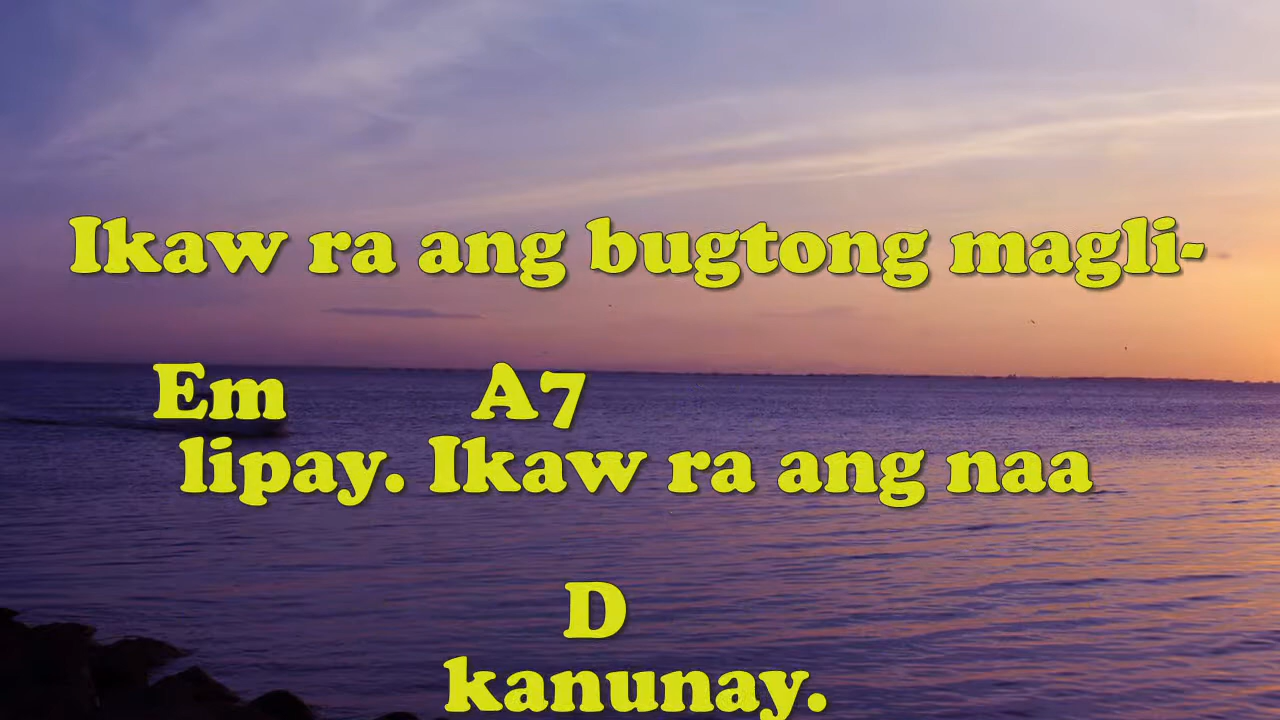 Ikaw ra ang bugtong magli-
Em A7
lipay. Ikaw ra ang naa
D
kanunay.